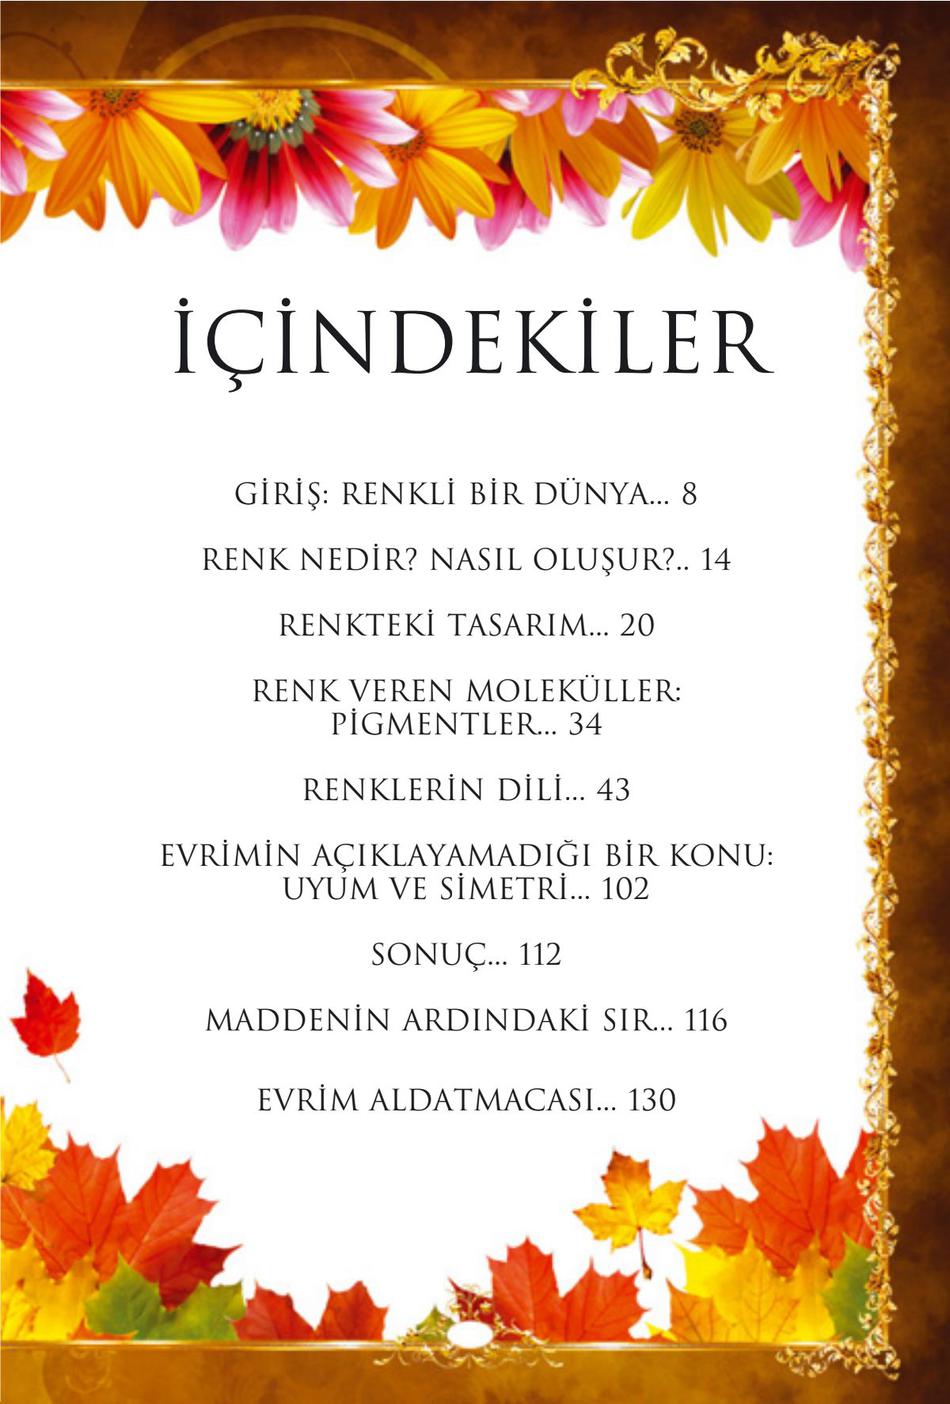 İÇİNDEKİLER
GİRİŞ: RENKLİ BİR DÜNYA... 8
RENK NEDİR? NASIL OLUŞUR?.. 14
RENKTEKİ TASARIM... 20
RENK VEREN MOLEKÜLLER:
PİGMENTLER... 34
RENKLERİN DİLİ... 43
EVRİMİN AÇIKLAYAMADIĞI BİR KONU:
UYUM VE SİMETRİ... 102
SONUÇ... 112
MADDENİN ARDINDAKİ SIR... 116
EVRİM ALDATMACASI... 130